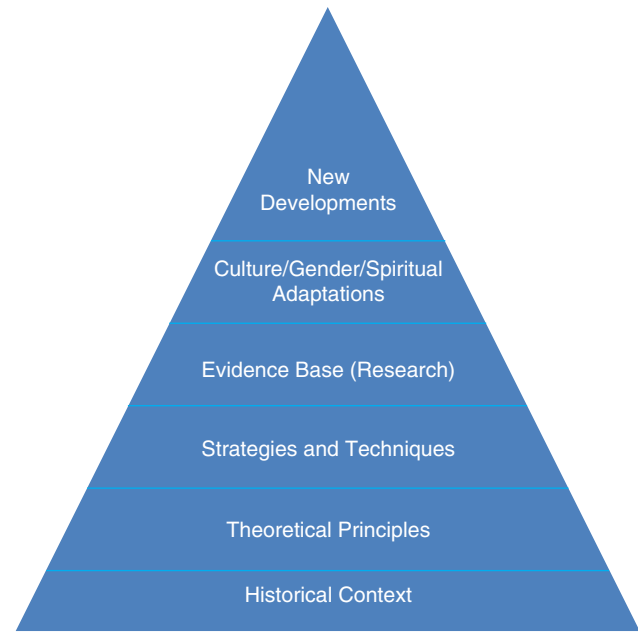 New
Developments
Culture/Gender/Spiritual
Adaptations
Evidence Base (Research)
Strategies and Techniques
Theoretical Principles
Historical Context